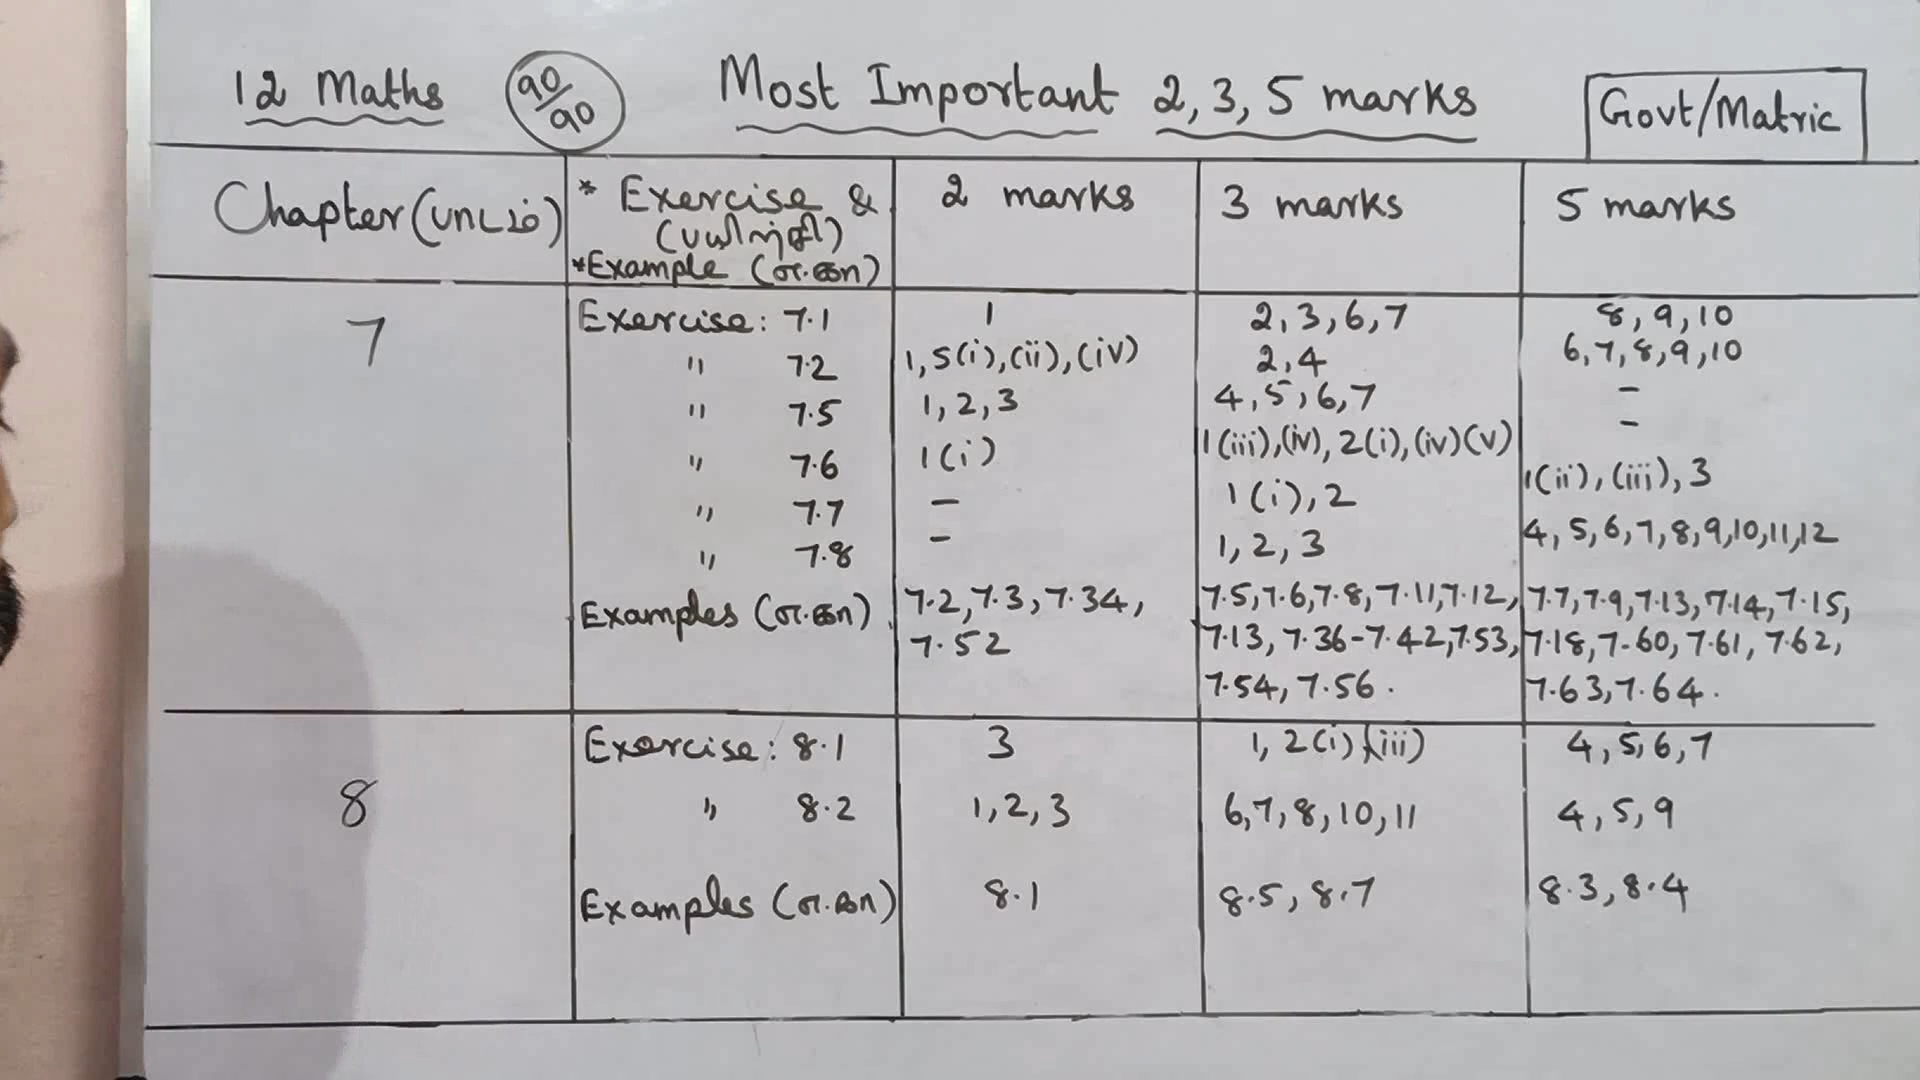 12 Maths 90/90 Most Important 2, 3, 5 marks Govt/Matric
Chapter (பாடம்) * Exercise & 2 marks 3 marks 5 marks
(பயிற்சி)
*Example (எ.கா)
7 Exercise: 7.1 1 2, 3, 6, 7 8, 9, 10
" 7.2 1, 5(i), (ii), (iv) 2, 4 6, 7, 8, 9, 10
" 7.5 1, 2, 3 4, 5, 6, 7 -
" 7.6 1(i) 1(iii), (iv), 2(i), (iv) (v) -
" 7.7 - 1(i), 2 1(ii), (iii), 3
" 7.8 - 1, 2, 3 4, 5, 6, 7, 8, 9, 10, 11, 12
Examples (எ.கா) 7.2, 7.3, 7.34, 7.5, 7.6, 7.8, 7.11, 7.12, 7.7, 7.9, 7.13, 7.14, 7.15,
7.52 7.13, 7.36-7.42, 7.53, 7.18, 7.60, 7.61, 7.62,
7.54, 7.56. 7.63, 7.64.
8 Exercise: 8.1 3 1, 2(i), (iii) 4, 5, 6, 7
" 8.2 1, 2, 3 6, 7, 8, 10, 11 4, 5, 9
Examples (எ.கா) 8.1 8.5, 8.7 8.3, 8.4